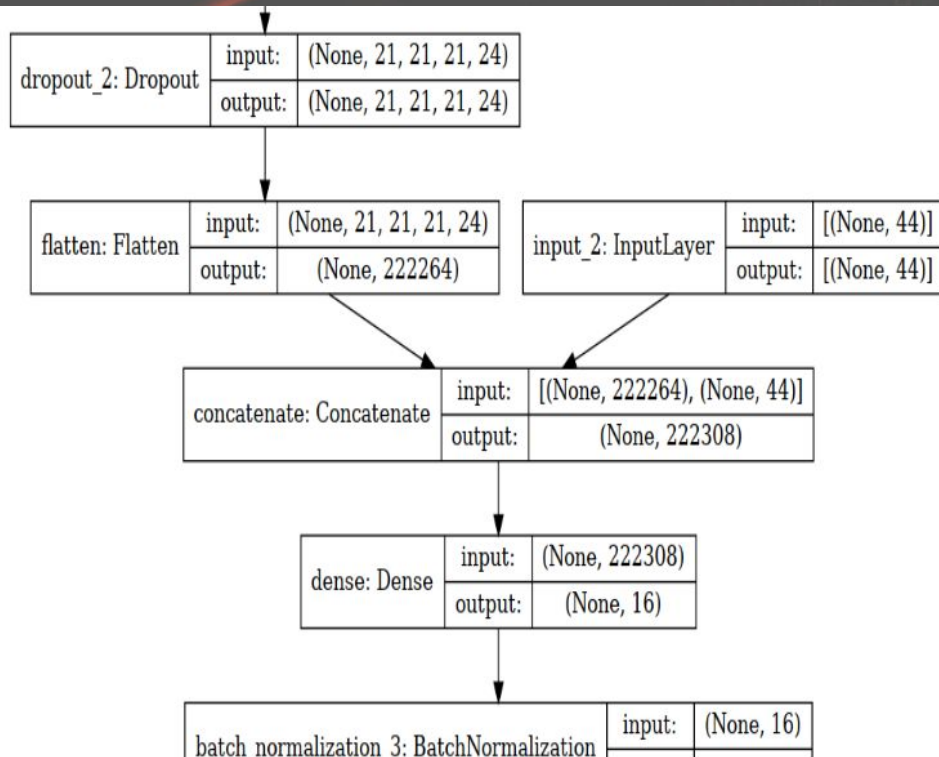 dropout_2: Dropout
input: (None, 21, 21, 21, 24)
output: (None, 21, 21, 21, 24)
flatten: Flatten
input: (None, 21, 21, 21, 24)
output: (None, 222264)
input_2: InputLayer
input: [(None, 44)]
output: [(None, 44)]
concatenate: Concatenate
input: [(None, 222264), (None, 44)]
output: (None, 222308)
dense: Dense
input: (None, 222308)
output: (None, 16)
batch_normalization_3: BatchNormalization
input: (None, 16)